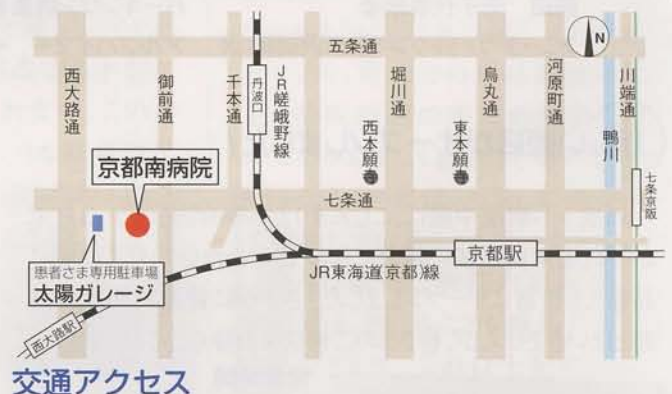 五条通
N
西大路通
御前通
千本通
丹波口
JR嵯峨野線
堀川通
烏丸通
河原町通
鴨川
川端通
西本願寺
東本願寺
七条京阪
京都南病院
七条通
患者さま専用駐車場
太陽ガレージ
京都駅
JR東海道(京都)線
西大路駅
交通アクセス